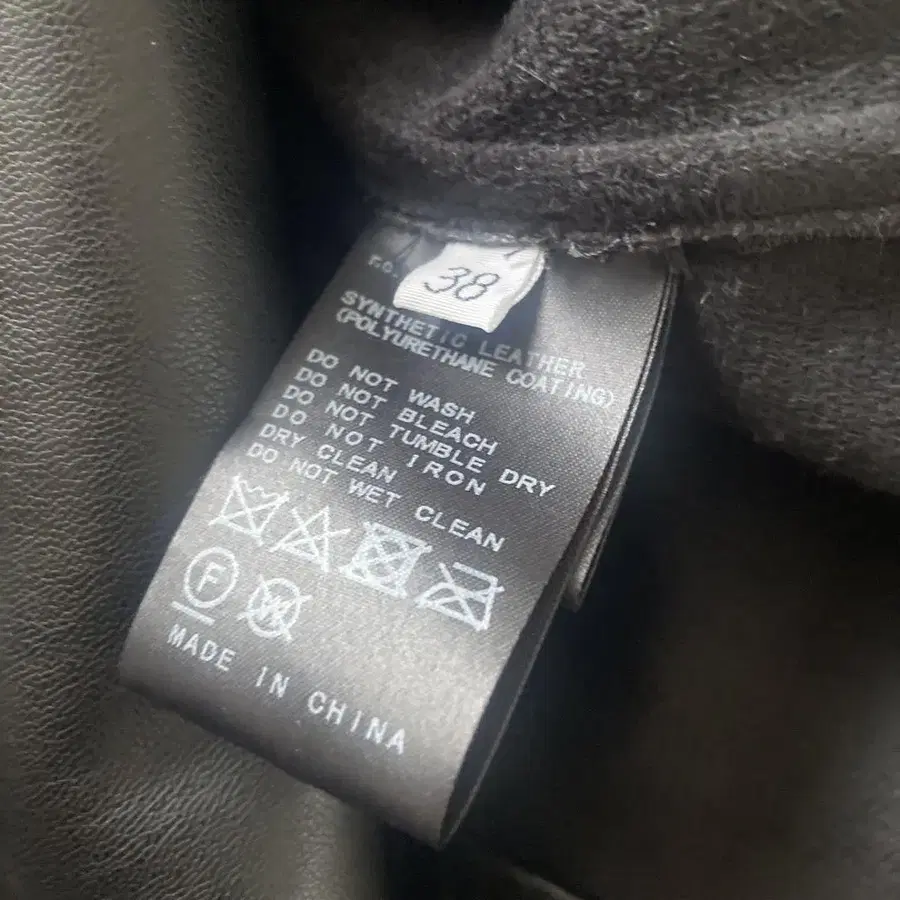 38
SYNTHETIC LEATHER
(POLYURETHANE COATING)
DO NOT WASH
DO NOT BLEACH
DO NOT TUMBLE DRY
DO NOT IRON
DRY CLEAN
DO NOT WET CLEAN
F W
MADE IN CHINA